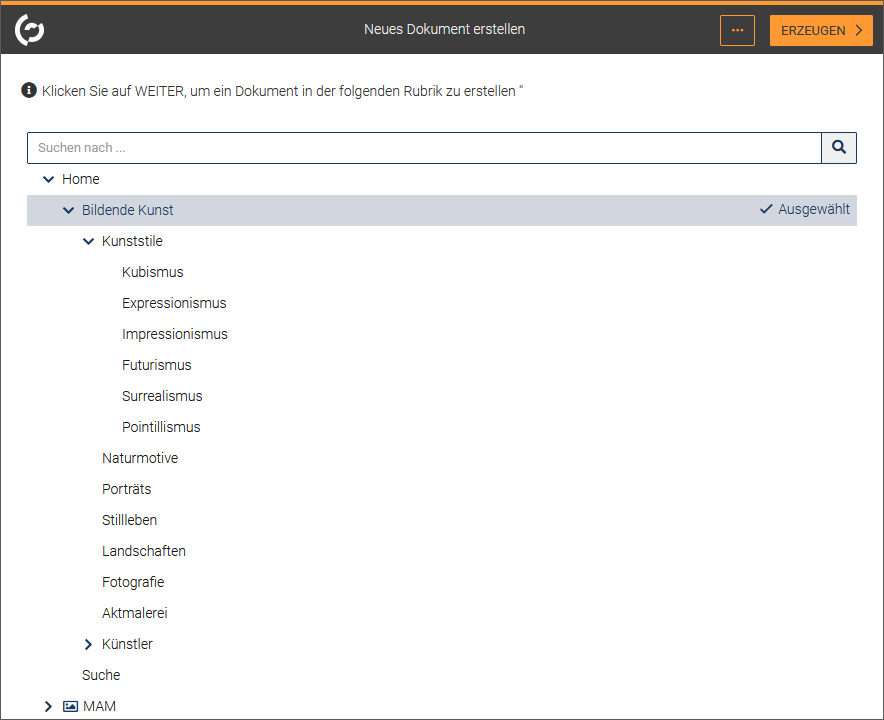 Neues Dokument erstellen
...
ERZEUGEN
Klicken Sie auf WEITER, um ein Dokument in der folgenden Rubrik zu erstellen "
Suchen nach ...
Home
Bildende Kunst
Ausgewählt
Kunststile
Kubismus
Expressionismus
Impressionismus
Futurismus
Surrealismus
Pointillismus
Naturmotive
Porträts
Stillleben
Landschaften
Fotografie
Aktmalerei
Künstler
Suche
MAM